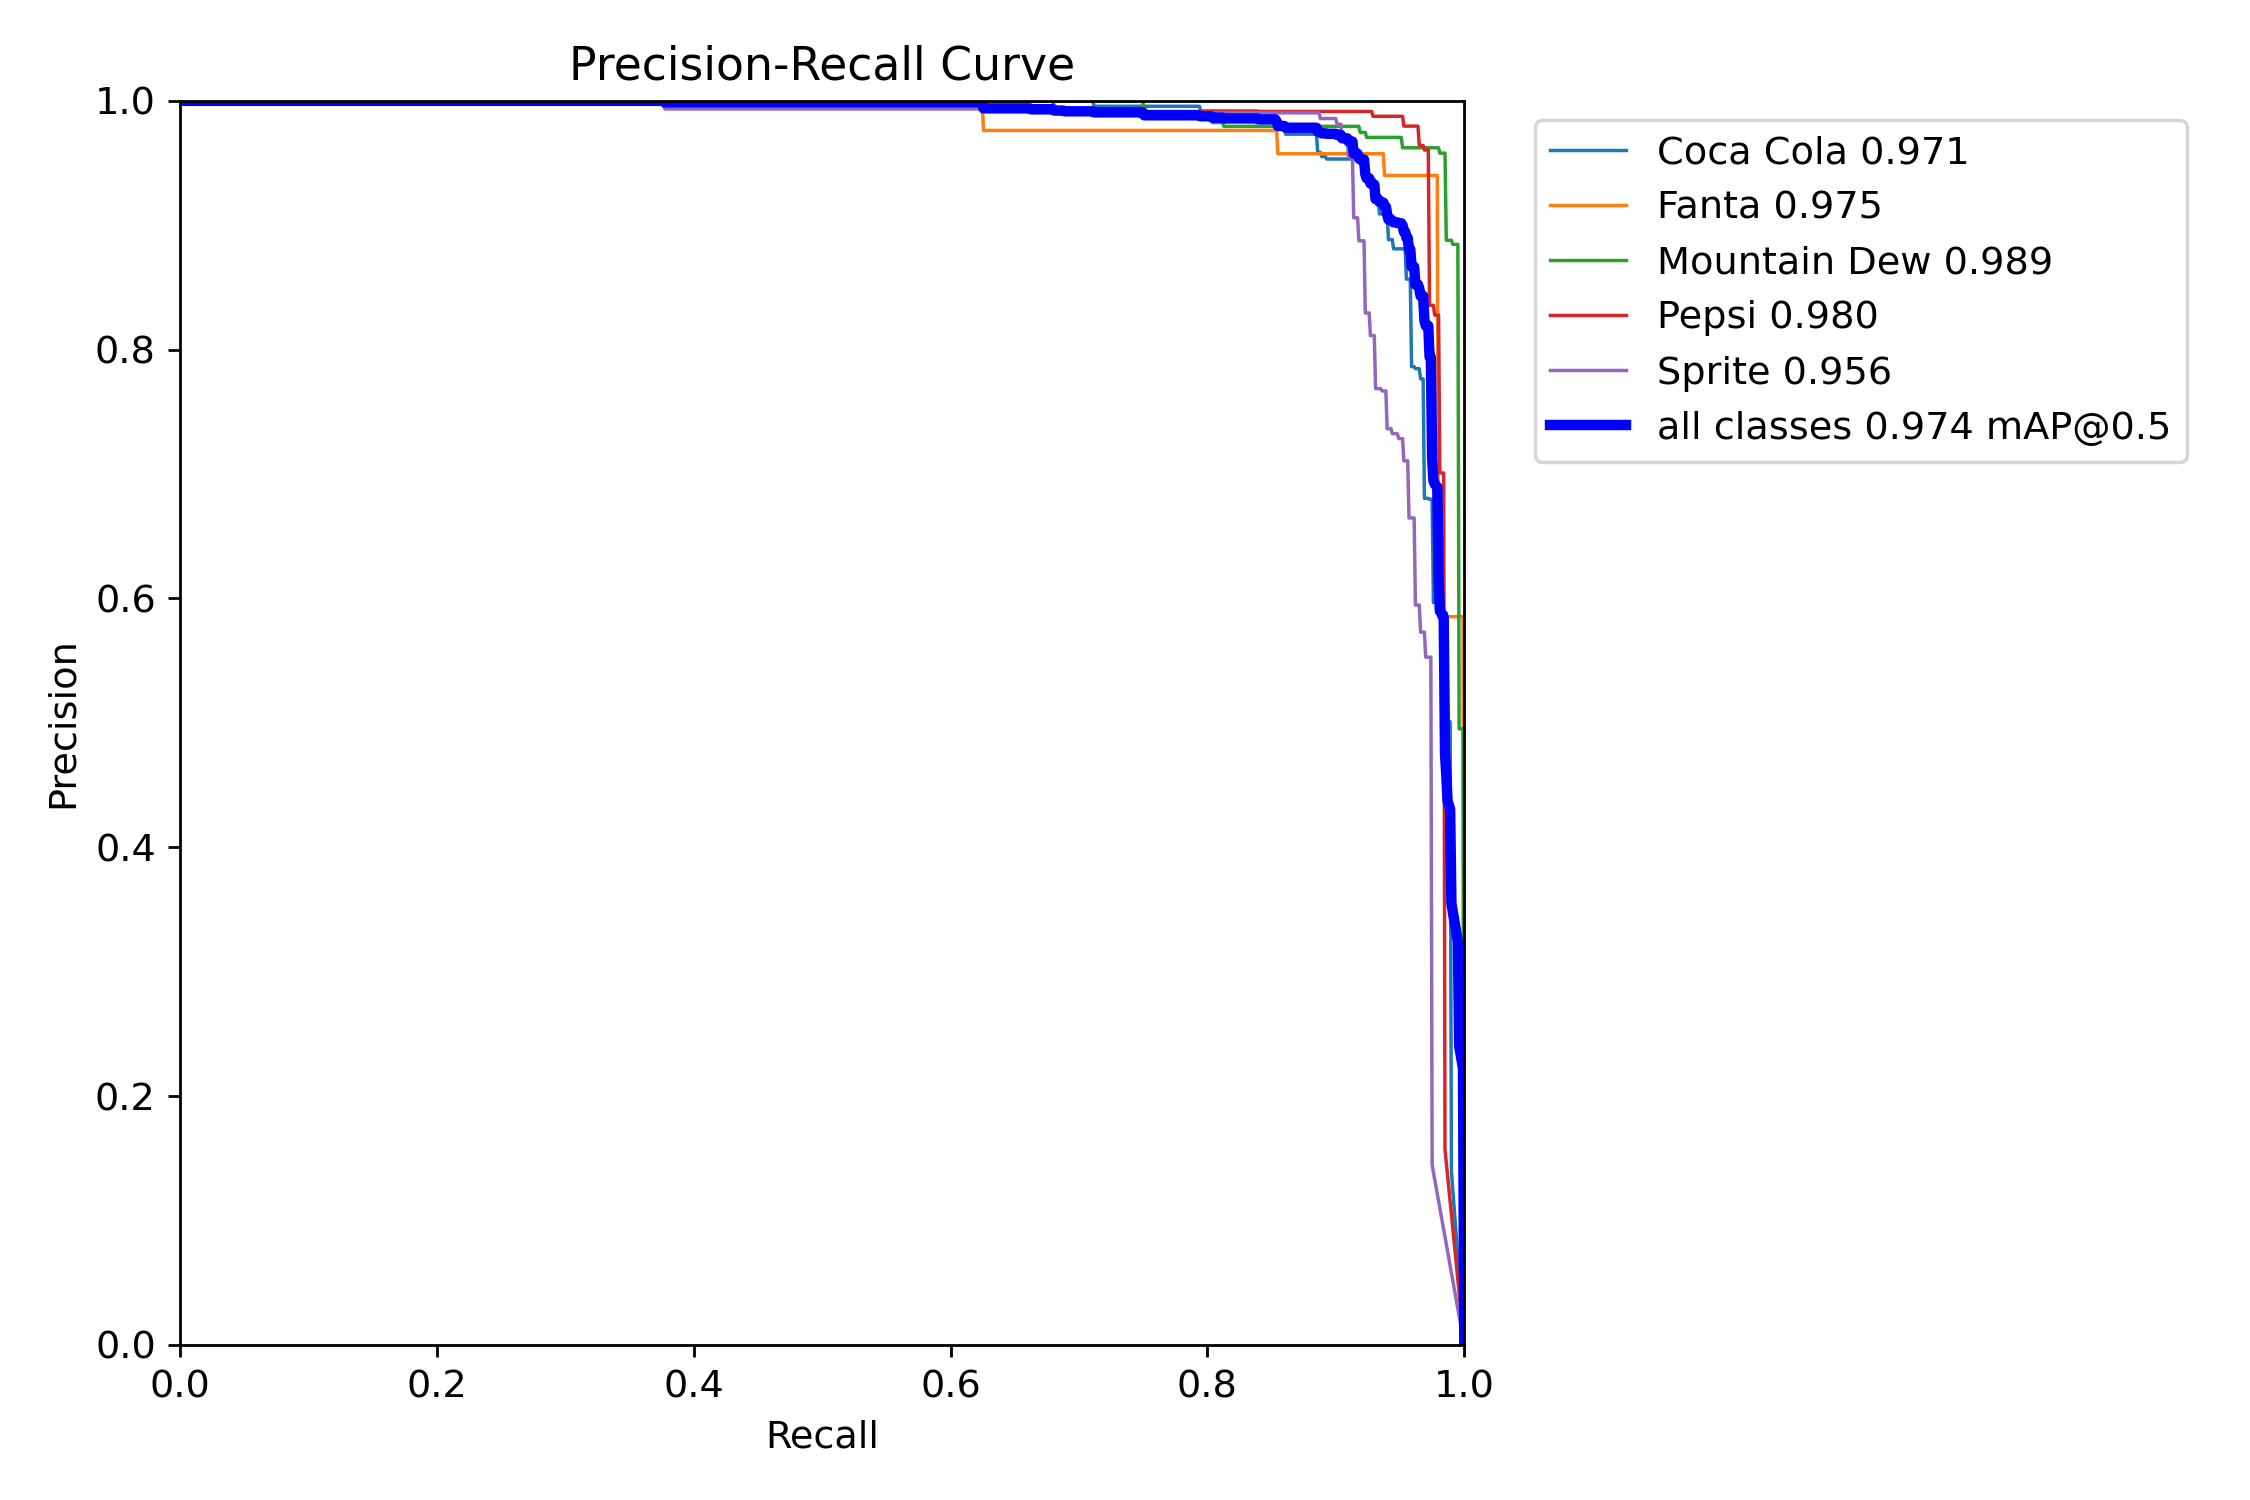 Precision-Recall Curve
1.0
0.8
0.6
0.4
0.2
0.0
Precision
0.0 0.2 0.4 0.6 0.8 1.0
Recall
Coca Cola 0.971
Fanta 0.975
Mountain Dew 0.989
Pepsi 0.980
Sprite 0.956
all classes 0.974 mAP@0.5